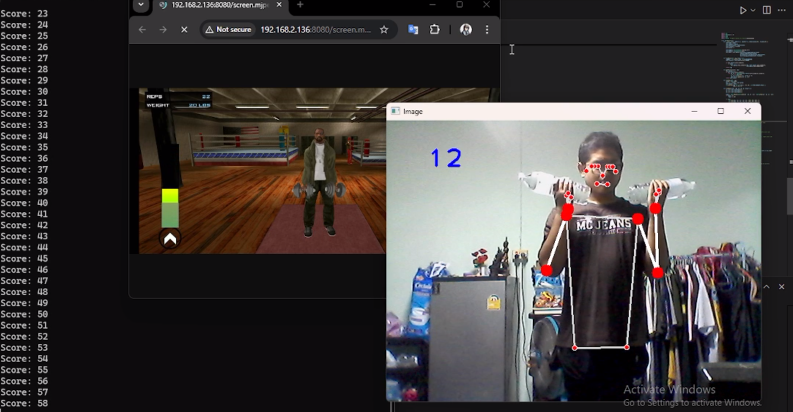 Score: 23
Score: 24
Score: 25
Score: 26
Score: 27
Score: 28
Score: 29
Score: 30
Score: 31
Score: 32
Score: 33
Score: 34
Score: 35
Score: 36
Score: 37
Score: 38
Score: 39
Score: 40
Score: 41
Score: 42
Score: 43
Score: 44
Score: 45
Score: 46
Score: 47
Score: 48
Score: 49
Score: 50
Score: 51
Score: 52
Score: 53
Score: 54
Score: 55
Score: 56
Score: 57
Score: 58
192.168.2.136:8080/screen.mjp
Not secure 192.168.2.136:8080/screen.m...
REPS 22
WEIGHT 20 LBS
Image
12
MC JEANS
Activate Windows
Go to Settings to activate Windows.